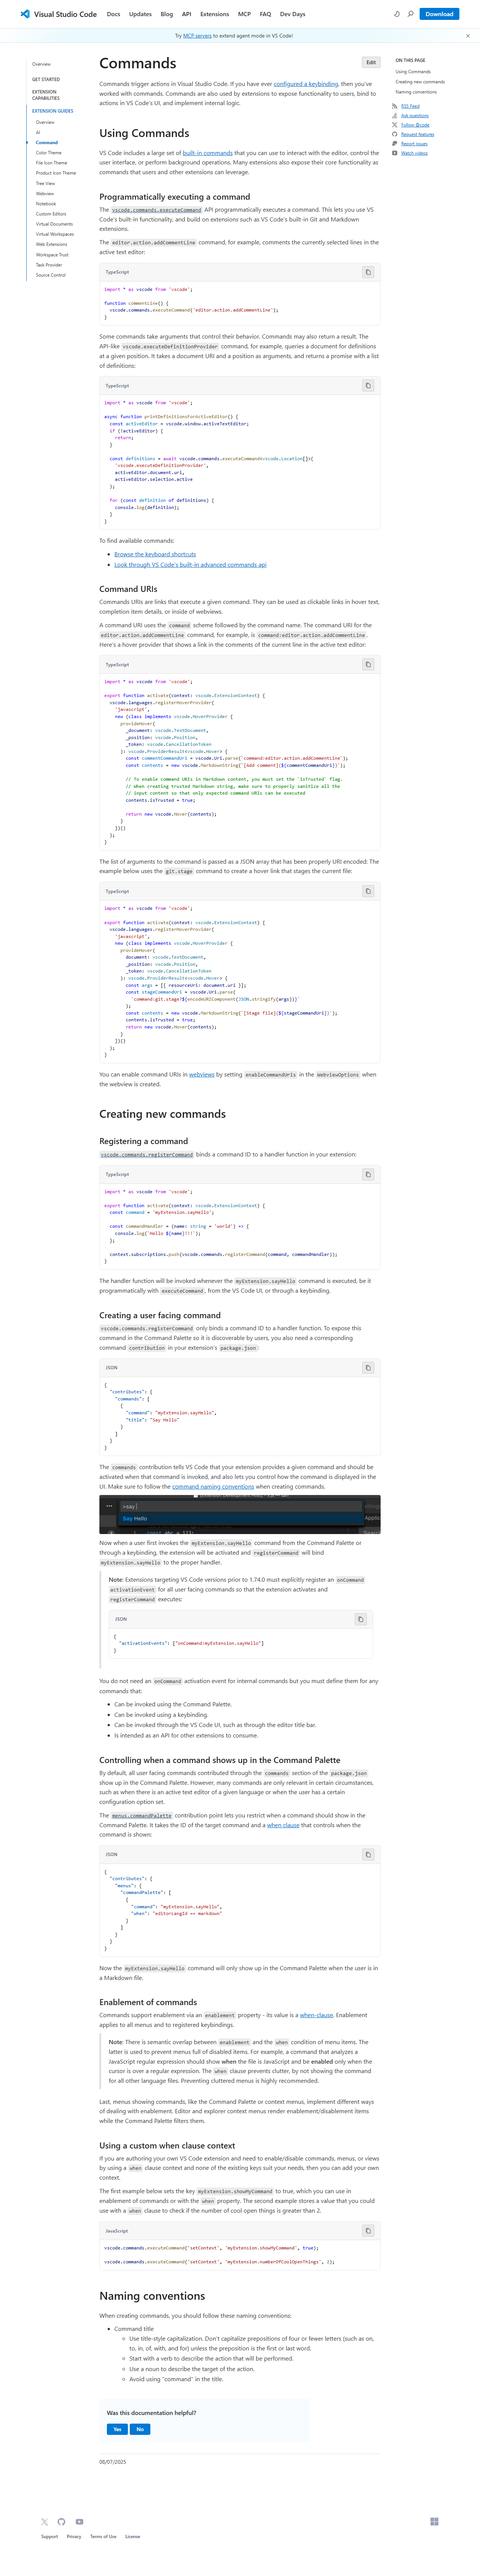 Visual Studio Code
Docs
Updates
Blog
API
Extensions
MCP
FAQ
Dev Days
Download
Try MCP servers to extend agent mode in VS Code!
Overview
GET STARTED
EXTENSION
CAPABILITIES
EXTENSION GUIDES
Overview
AI
Command
Color Theme
File Icon Theme
Product Icon Theme
Tree View
Webview
Notebook
Custom Editors
Virtual Documents
Virtual Workspaces
Web Extensions
Workspace Trust
Task Provider
Source Control
Commands
Edit
Commands trigger actions in Visual Studio Code. If you have ever configured a keybinding, then you've
worked with commands. Commands are also used by extensions to expose functionality to users, bind to
actions in VS Code's UI, and implement internal logic.
Using Commands
VS Code includes a large set of built-in commands that you can use to interact with the editor, control the
user interface, or perform background operations. Many extensions also expose their core functionality as
commands that users and other extensions can leverage.
Programmatically executing a command
The vscode.commands.executeCommand API programmatically executes a command. This lets you use VS
Code's built-in functionality, and build on extensions such as VS Code's built-in Git and Markdown
extensions.
The editor.action.addCommentLine command, for example, comments the currently selected lines in the
active text editor:
TypeScript
import * as vscode from 'vscode';
function commentLine() {
vscode.commands.executeCommand('editor.action.addCommentLine');
}
Some commands take arguments that control their behavior. Commands may also return a result. The
API-like vscode.executeDefinitionProvider command, for example, queries a document for definitions
at a given position. It takes a document URI and a position as arguments, and returns a promise with a list
of definitions:
TypeScript
import * as vscode from 'vscode';
async function printDefinitionsForActiveEditor() {
const activeEditor = vscode.window.activeTextEditor;
if (!activeEditor) {
return;
}
const definitions = await vscode.commands.executeCommand<vscode.Location[]>(
'vscode.executeDefinitionProvider',
activeEditor.document.uri,
activeEditor.selection.active
);
for (const definition of definitions) {
console.log(definition);
}
}
To find available commands:
Browse the keyboard shortcuts
Look through VS Code's built-in advanced commands api
Command URIs
Commands URIs are links that execute a given command. They can be used as clickable links in hover text,
completion item details, or inside of webviews.
A command URI uses the command scheme followed by the command name. The command URI for the
editor.action.addCommentLine command, for example, is command:editor.action.addCommentLine.
Here's a hover provider that shows a link in the comments of the current line in the active text editor:
TypeScript
import * as vscode from 'vscode';
export function activate(context: vscode.ExtensionContext) {
vscode.languages.registerHoverProvider(
'javascript',
new (class implements vscode.HoverProvider {
provideHover(
_document: vscode.TextDocument,
_position: vscode.Position,
_token: vscode.CancellationToken
): vscode.ProviderResult<vscode.Hover> {
const commentCommandUri = vscode.Uri.parse(`command:editor.action.addCommentLine`);
const contents = new vscode.MarkdownString(`[Add comment](${commentCommandUri})`);
// To enable command URIs in Markdown content, you must set the `isTrusted` flag.
// When creating trusted Markdown string, make sure to properly sanitize all the
// input content so that only expected command URIs can be executed
contents.isTrusted = true;
return new vscode.Hover(contents);
}
})()
);
}
The list of arguments to the command is passed as a JSON array that has been properly URI encoded: The
example below uses the git.stage command to create a hover link that stages the current file:
TypeScript
import * as vscode from 'vscode';
export function activate(context: vscode.ExtensionContext) {
vscode.languages.registerHoverProvider(
'javascript',
new (class implements vscode.HoverProvider {
provideHover(
document: vscode.TextDocument,
_position: vscode.Position,
_token: vscode.CancellationToken
): vscode.ProviderResult<vscode.Hover> {
const args = [{ resourceUri: document.uri }];
const stageCommandUri = vscode.Uri.parse(
`command:git.stage?${encodeURIComponent(JSON.stringify(args))}`
);
const contents = new vscode.MarkdownString(`[Stage file](${stageCommandUri})`);
contents.isTrusted = true;
return new vscode.Hover(contents);
}
})()
);
}
You can enable command URIs in webviews by setting enableCommandUris in the WebviewOptions when
the webview is created.
Creating new commands
Registering a command
vscode.commands.registerCommand binds a command ID to a handler function in your extension:
TypeScript
import * as vscode from 'vscode';
export function activate(context: vscode.ExtensionContext) {
const command = 'myExtension.sayHello';
const commandHandler = (name: string = 'world') => {
console.log(`Hello ${name}!!!`);
};
context.subscriptions.push(vscode.commands.registerCommand(command, commandHandler));
}
The handler function will be invoked whenever the myExtension.sayHello command is executed, be it
programmatically with executeCommand, from the VS Code UI, or through a keybinding.
Creating a user facing command
vscode.commands.registerCommand only binds a command ID to a handler function. To expose this
command in the Command Palette so it is discoverable by users, you also need a corresponding
command contribution in your extension's package.json:
JSON
{
"contributes": {
"commands": [
{
"command": "myExtension.sayHello",
"title": "Say Hello"
}
]
}
}
The commands contribution tells VS Code that your extension provides a given command and should be
activated when that command is invoked, and also lets you control how the command is displayed in the
UI. Make sure to follow the command naming conventions when creating commands.
>say
Say Hello
Now when a user first invokes the myExtension.sayHello command from the Command Palette or
through a keybinding, the extension will be activated and registerCommand will bind
myExtension.sayHello to the proper handler.
Note: Extensions targeting VS Code versions prior to 1.74.0 must explicitly register an onCommand
activationEvent for all user facing commands so that the extension activates and
registerCommand executes:
JSON
{
"activationEvents": ["onCommand:myExtension.sayHello"]
}
You do not need an onCommand activation event for internal commands but you must define them for any
commands that:
Can be invoked using the Command Palette.
Can be invoked using a keybinding.
Can be invoked through the VS Code UI, such as through the editor title bar.
Is intended as an API for other extensions to consume.
Controlling when a command shows up in the Command Palette
By default, all user facing commands contributed through the commands section of the package.json
show up in the Command Palette. However, many commands are only relevant in certain circumstances,
such as when there is an active text editor of a given language or when the user has a certain
configuration option set.
The menus.commandPalette contribution point lets you restrict when a command should show in the
Command Palette. It takes the ID of the target command and a when clause that controls when the
command is shown:
JSON
{
"contributes": {
"menus": {
"commandPalette": [
{
"command": "myExtension.sayHello",
"when": "editorLangId == markdown"
}
]
}
}
}
Now the myExtension.sayHello command will only show up in the Command Palette when the user is in
a Markdown file.
Enablement of commands
Commands support enablement via an enablement property - its value is a when-clause. Enablement
applies to all menus and to registered keybindings.
Note: There is semantic overlap between enablement and the when condition of menu items. The
latter is used to prevent menus full of disabled items. For example, a command that analyzes a
JavaScript regular expression should show when the file is JavaScript and be enabled only when the
cursor is over a regular expression. The when clause prevents clutter, by not showing the command
for all other language files. Preventing cluttered menus is highly recommended.
Last, menus showing commands, like the Command Palette or context menus, implement different ways
of dealing with enablement. Editor and explorer context menus render enablement/disablement items
while the Command Palette filters them.
Using a custom when clause context
If you are authoring your own VS Code extension and need to enable/disable commands, menus, or views
by using a when clause context and none of the existing keys suit your needs, then you can add your own
context.
The first example below sets the key myExtension.showMyCommand to true, which you can use in
enablement of commands or with the when property. The second example stores a value that you could
use with a when clause to check if the number of cool open things is greater than 2.
JavaScript
vscode.commands.executeCommand('setContext', 'myExtension.showMyCommand', true);
vscode.commands.executeCommand('setContext', 'myExtension.numberOfCoolOpenThings', 2);
Naming conventions
When creating commands, you should follow these naming conventions:
Command title
Use title-style capitalization. Don't capitalize prepositions of four or fewer letters (such as on,
to, in, of, with, and for) unless the preposition is the first or last word.
Start with a verb to describe the action that will be performed.
Use a noun to describe the target of the action.
Avoid using "command" in the title.
Was this documentation helpful?
Yes
No
08/07/2025
ON THIS PAGE
Using Commands
Creating new commands
Naming conventions
RSS Feed
Ask questions
Follow @code
Request features
Report issues
Watch videos
Support
Privacy
Terms of Use
License